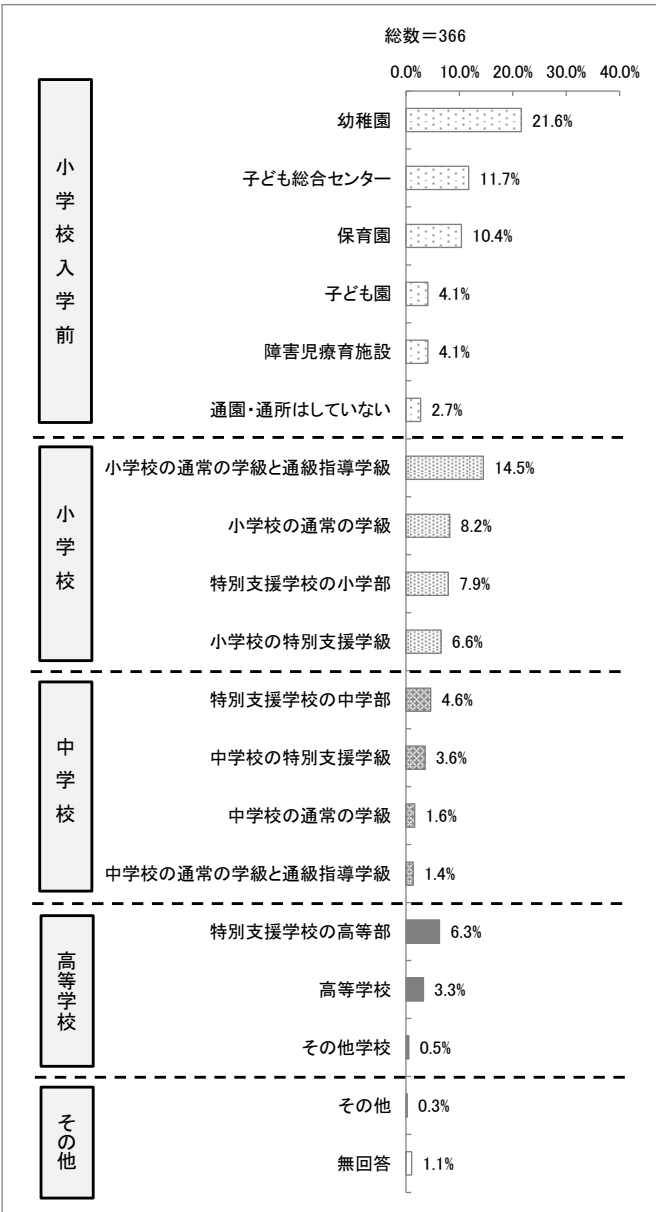 総数＝366
0.0% 10.0% 20.0% 30.0% 40.0%
小学校入学前
幼稚園 21.6%
子ども総合センター 11.7%
保育園 10.4%
子ども園 4.1%
障害児療育施設 4.1%
通園・通所はしていない 2.7%
小学校
小学校の通常の学級と通級指導学級 14.5%
小学校の通常の学級 8.2%
特別支援学校の小学部 7.9%
小学校の特別支援学級 6.6%
中学校
特別支援学校の中学部 4.6%
中学校の特別支援学級 3.6%
中学校の通常の学級 1.6%
中学校の通常の学級と通級指導学級 1.4%
高等学校
特別支援学校の高等部 6.3%
高等学校 3.3%
その他学校 0.5%
その他
その他 0.3%
無回答 1.1%